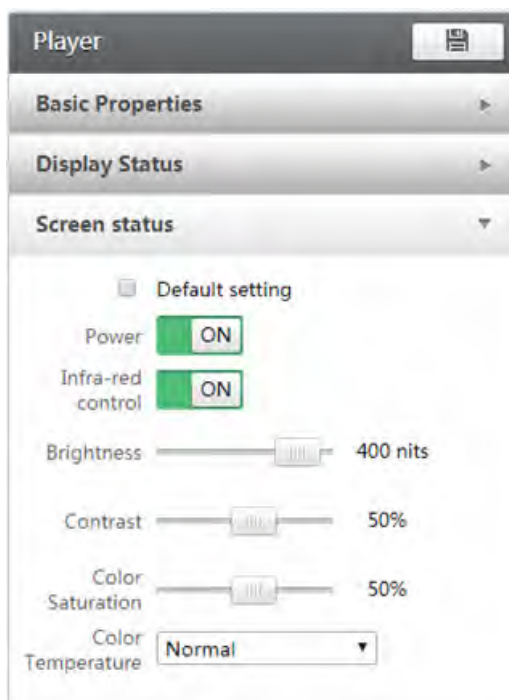 Player
Basic Properties
Display Status
Screen status
Default setting
Power ON
Infra-red
control ON
Brightness 400 nits
Contrast 50%
Color
Saturation 50%
Color
Temperature Normal